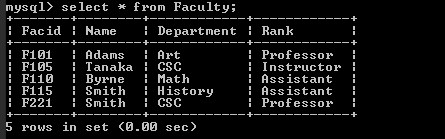 mysql> select * from Faculty;
+-------+--------+------------+------------+
| Facid | Name   | Department | Rank       |
+-------+--------+------------+------------+
| F101  | Adams  | Art        | Professor  |
| F105  | Tanaka | CSC        | Instructor |
| F110  | Byrne  | Math       | Assistant  |
| F115  | Smith  | History    | Assistant  |
| F221  | Smith  | CSC        | Professor  |
+-------+--------+------------+------------+
5 rows in set (0.00 sec)